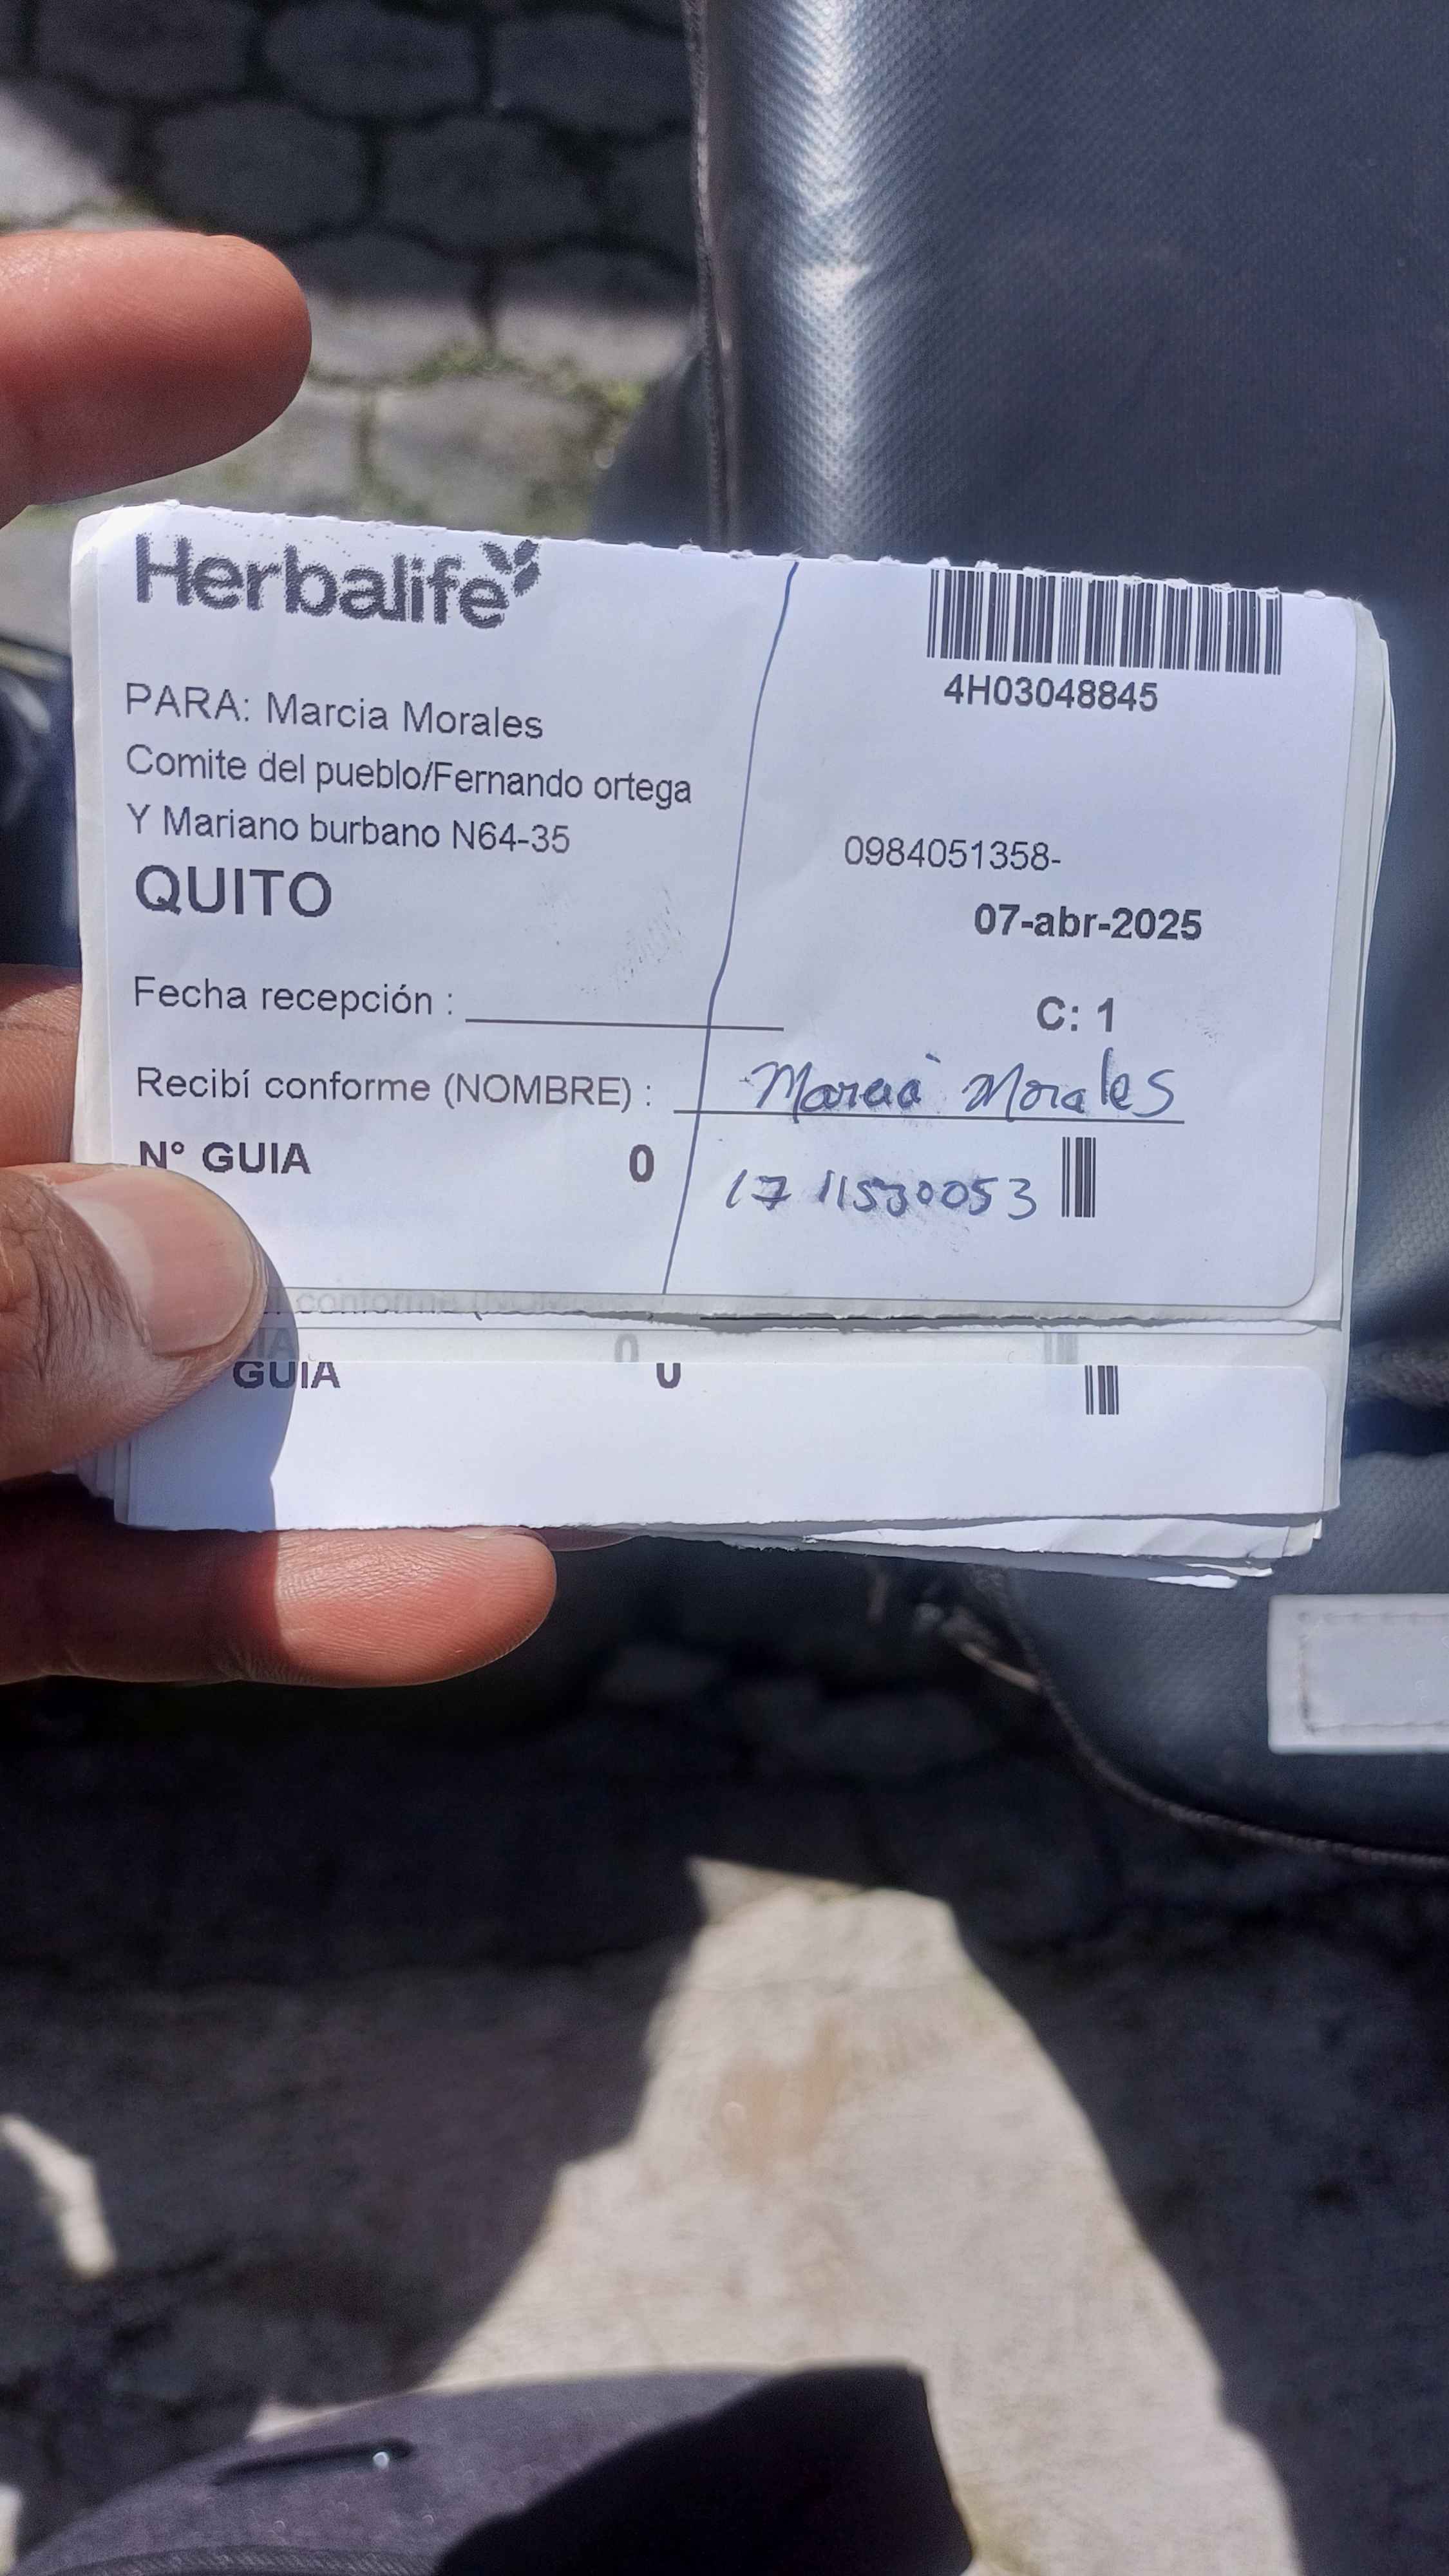 Herbalife
4H03048845
PARA: Marcia Morales
Comite del pueblo/Fernando ortega
Y Mariano burbano N64-35
0984051358-
QUITO
07-abr-2025
Fecha recepción :
C: 1
Recibí conforme (NOMBRE) : Marcia Morales
N° GUIA 0
1711530053
GUIA 0